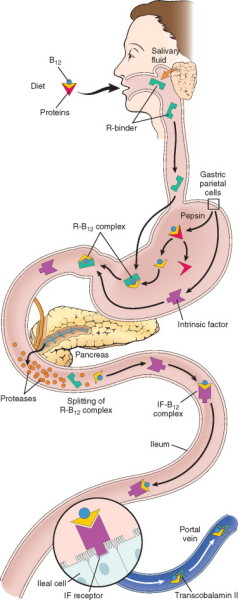 B12
Diet
Proteins
Salivary
fluid
R-binder
Gastric
parietal
cells
Pepsin
R-B12
complex
Intrinsic factor
Pancreas
Proteases
Splitting of
R-B12 complex
IF-B12
complex
Ileum
Ileal cell
IF receptor
Portal
vein
Transcobalamin II